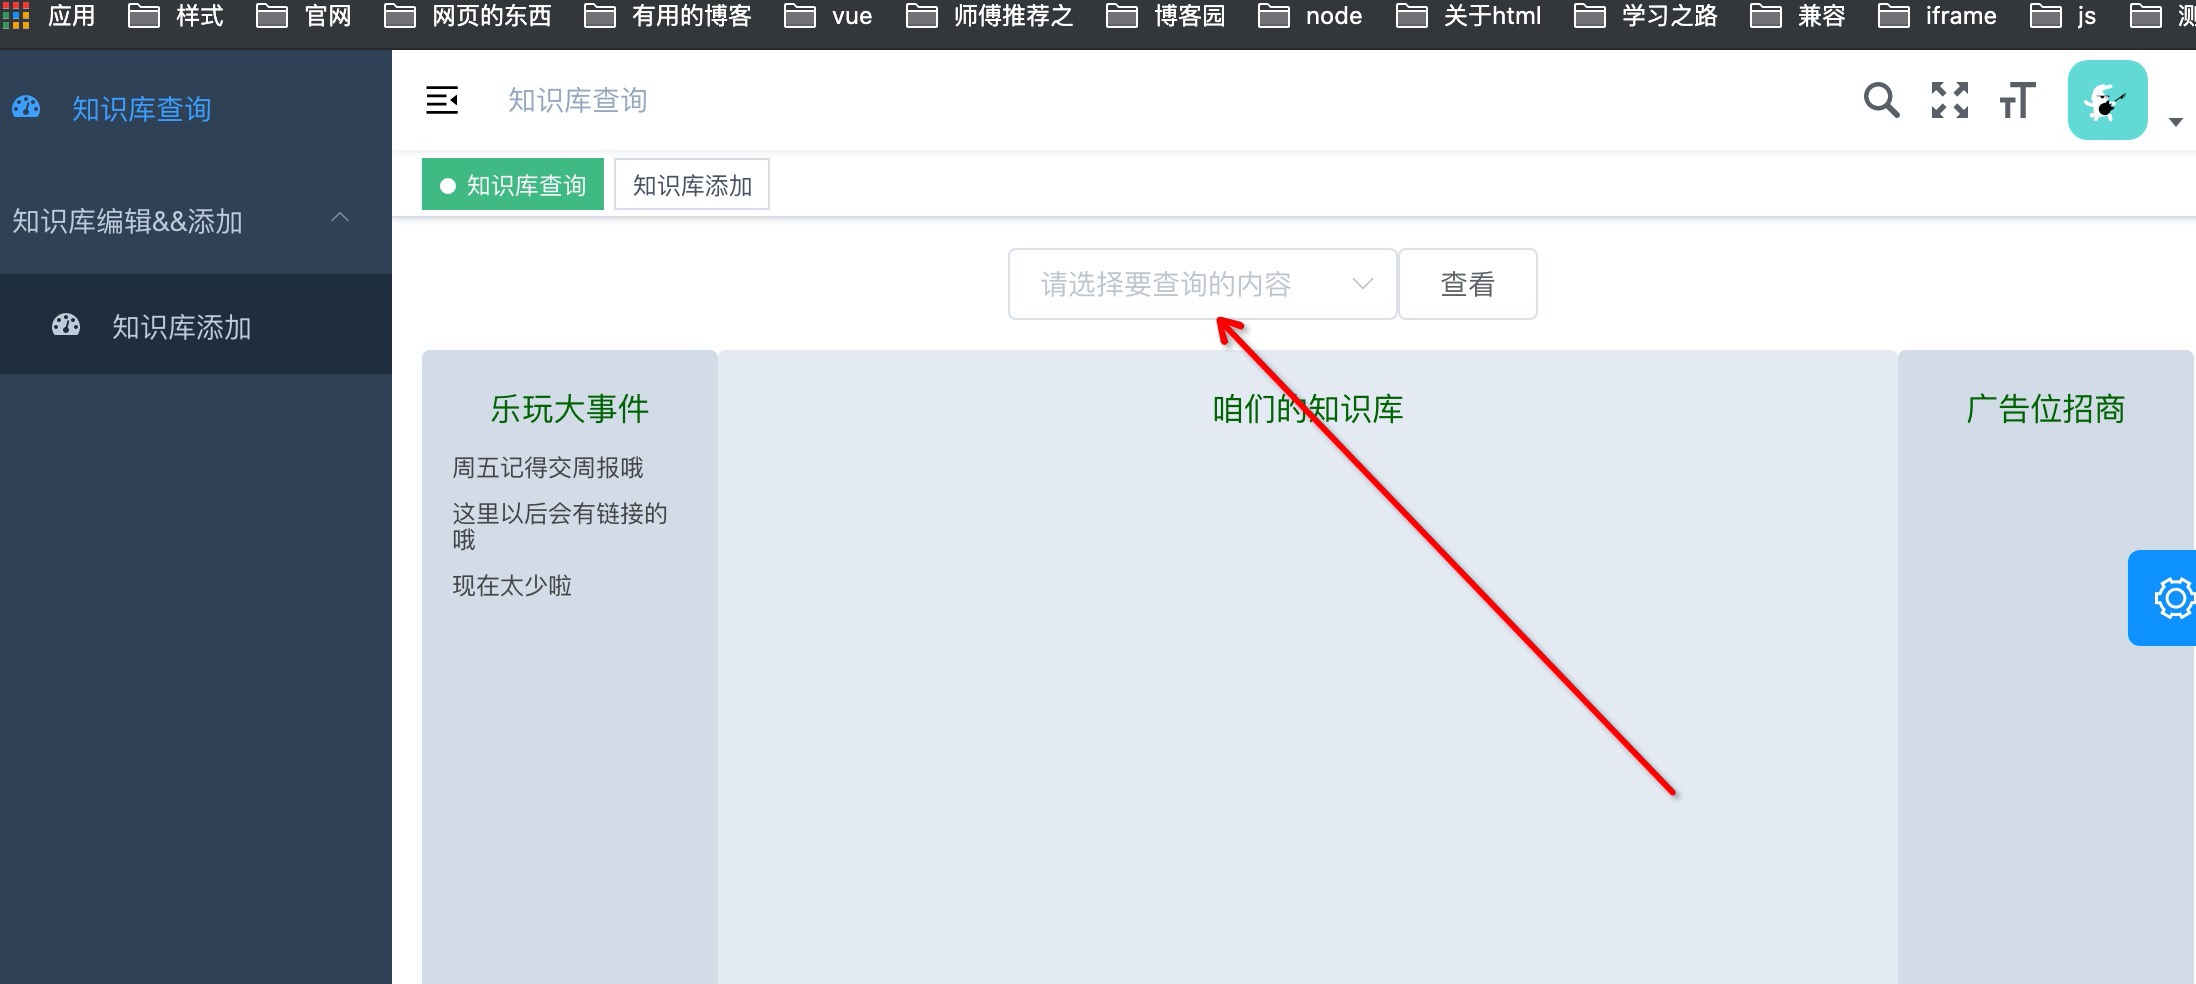 应用 样式 官网 网页的东西 有用的博客 vue 师傅推荐之 博客园 node 关于html 学习之路 兼容 iframe js
知识库查询
知识库编辑&&添加
知识库添加
知识库查询
知识库查询 知识库添加
请选择要查询的内容 查看
乐玩大事件
周五记得交周报哦
这里以后会有链接的
哦
现在太少啦
咱们的知识库
广告位招商